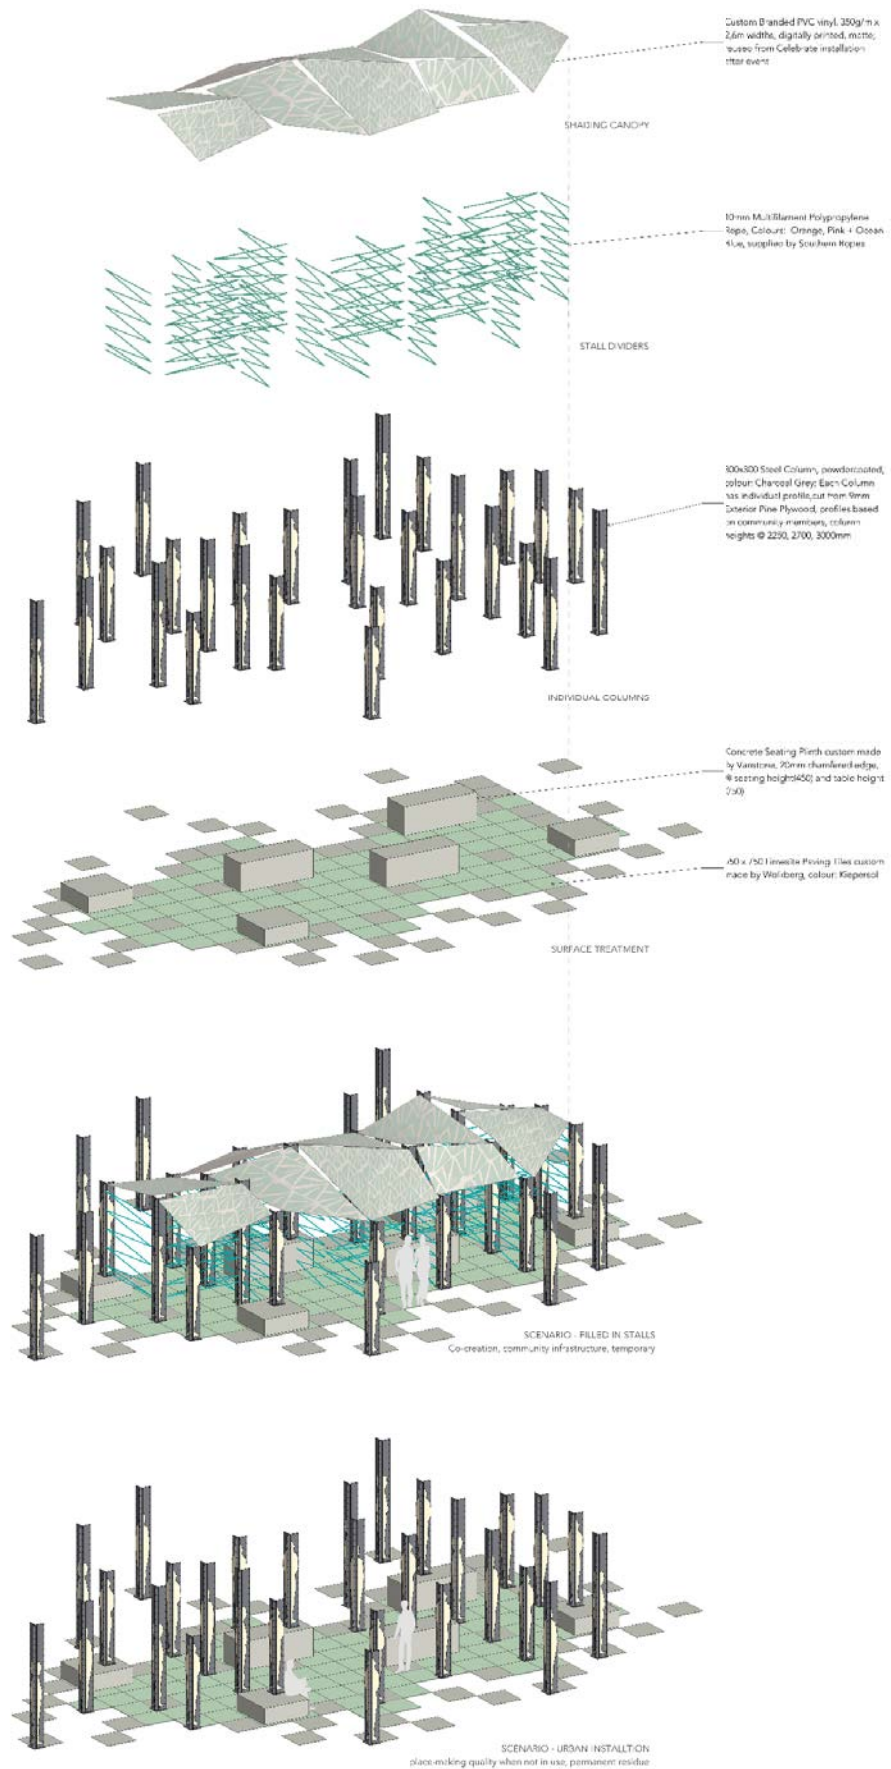 Custom Branded PVC vinyl, 350g/m x
2,6m widths, digitally printed, matte,
reused from Celebrate installation
after event
SHADING CANOPY
10mm Multifilament Polypropylene
Rope, Colours: Orange, Pink + Ocean
Blue, supplied by Southern Ropes
STALL DIVIDERS
300x300 Steel Column, powdercoated,
colour: Charcoal Grey; Each Column
has individual profile, cut from 9mm
Exterior Pine Plywood, profiles based
on community members, column
heights @ 2250, 2700, 3000mm
INDIVIDUAL COLUMNS
Concrete Seating Plinth custom made
by Vanstone, 20mm chamfered edge,
@ seating height(450) and table height
(750)
750 x 750 Limesite Paving Tiles custom
made by Wolkberg, colour: Kiepersol
SURFACE TREATMENT
SCENARIO - FILLED IN STALLS
Co-creation, community infrastructure, temporary
SCENARIO - URBAN INSTALLTION
place-making quality when not in use, permanent residue